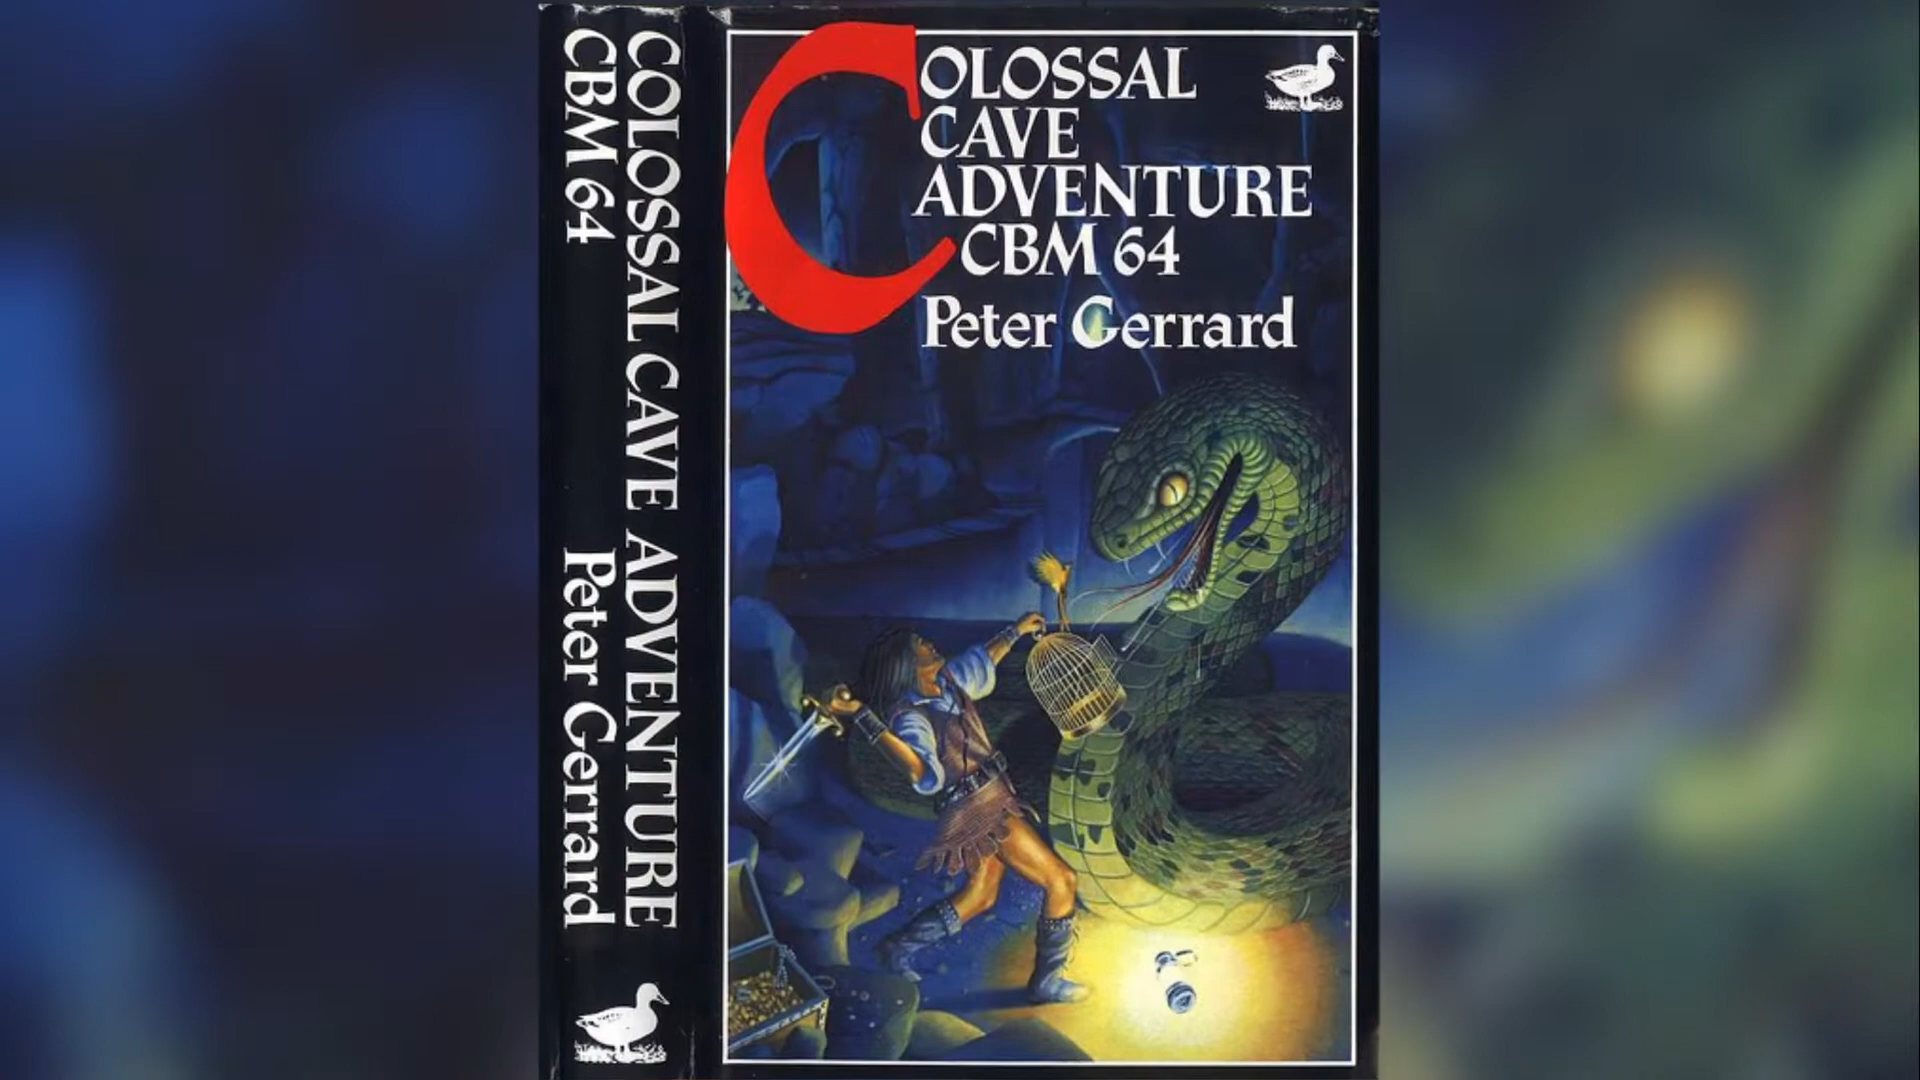 COLOSSAL CAVE ADVENTURE
CBM 64 Peter Gerrard
COLOSSAL
CAVE
ADVENTURE
CBM 64
Peter Gerrard